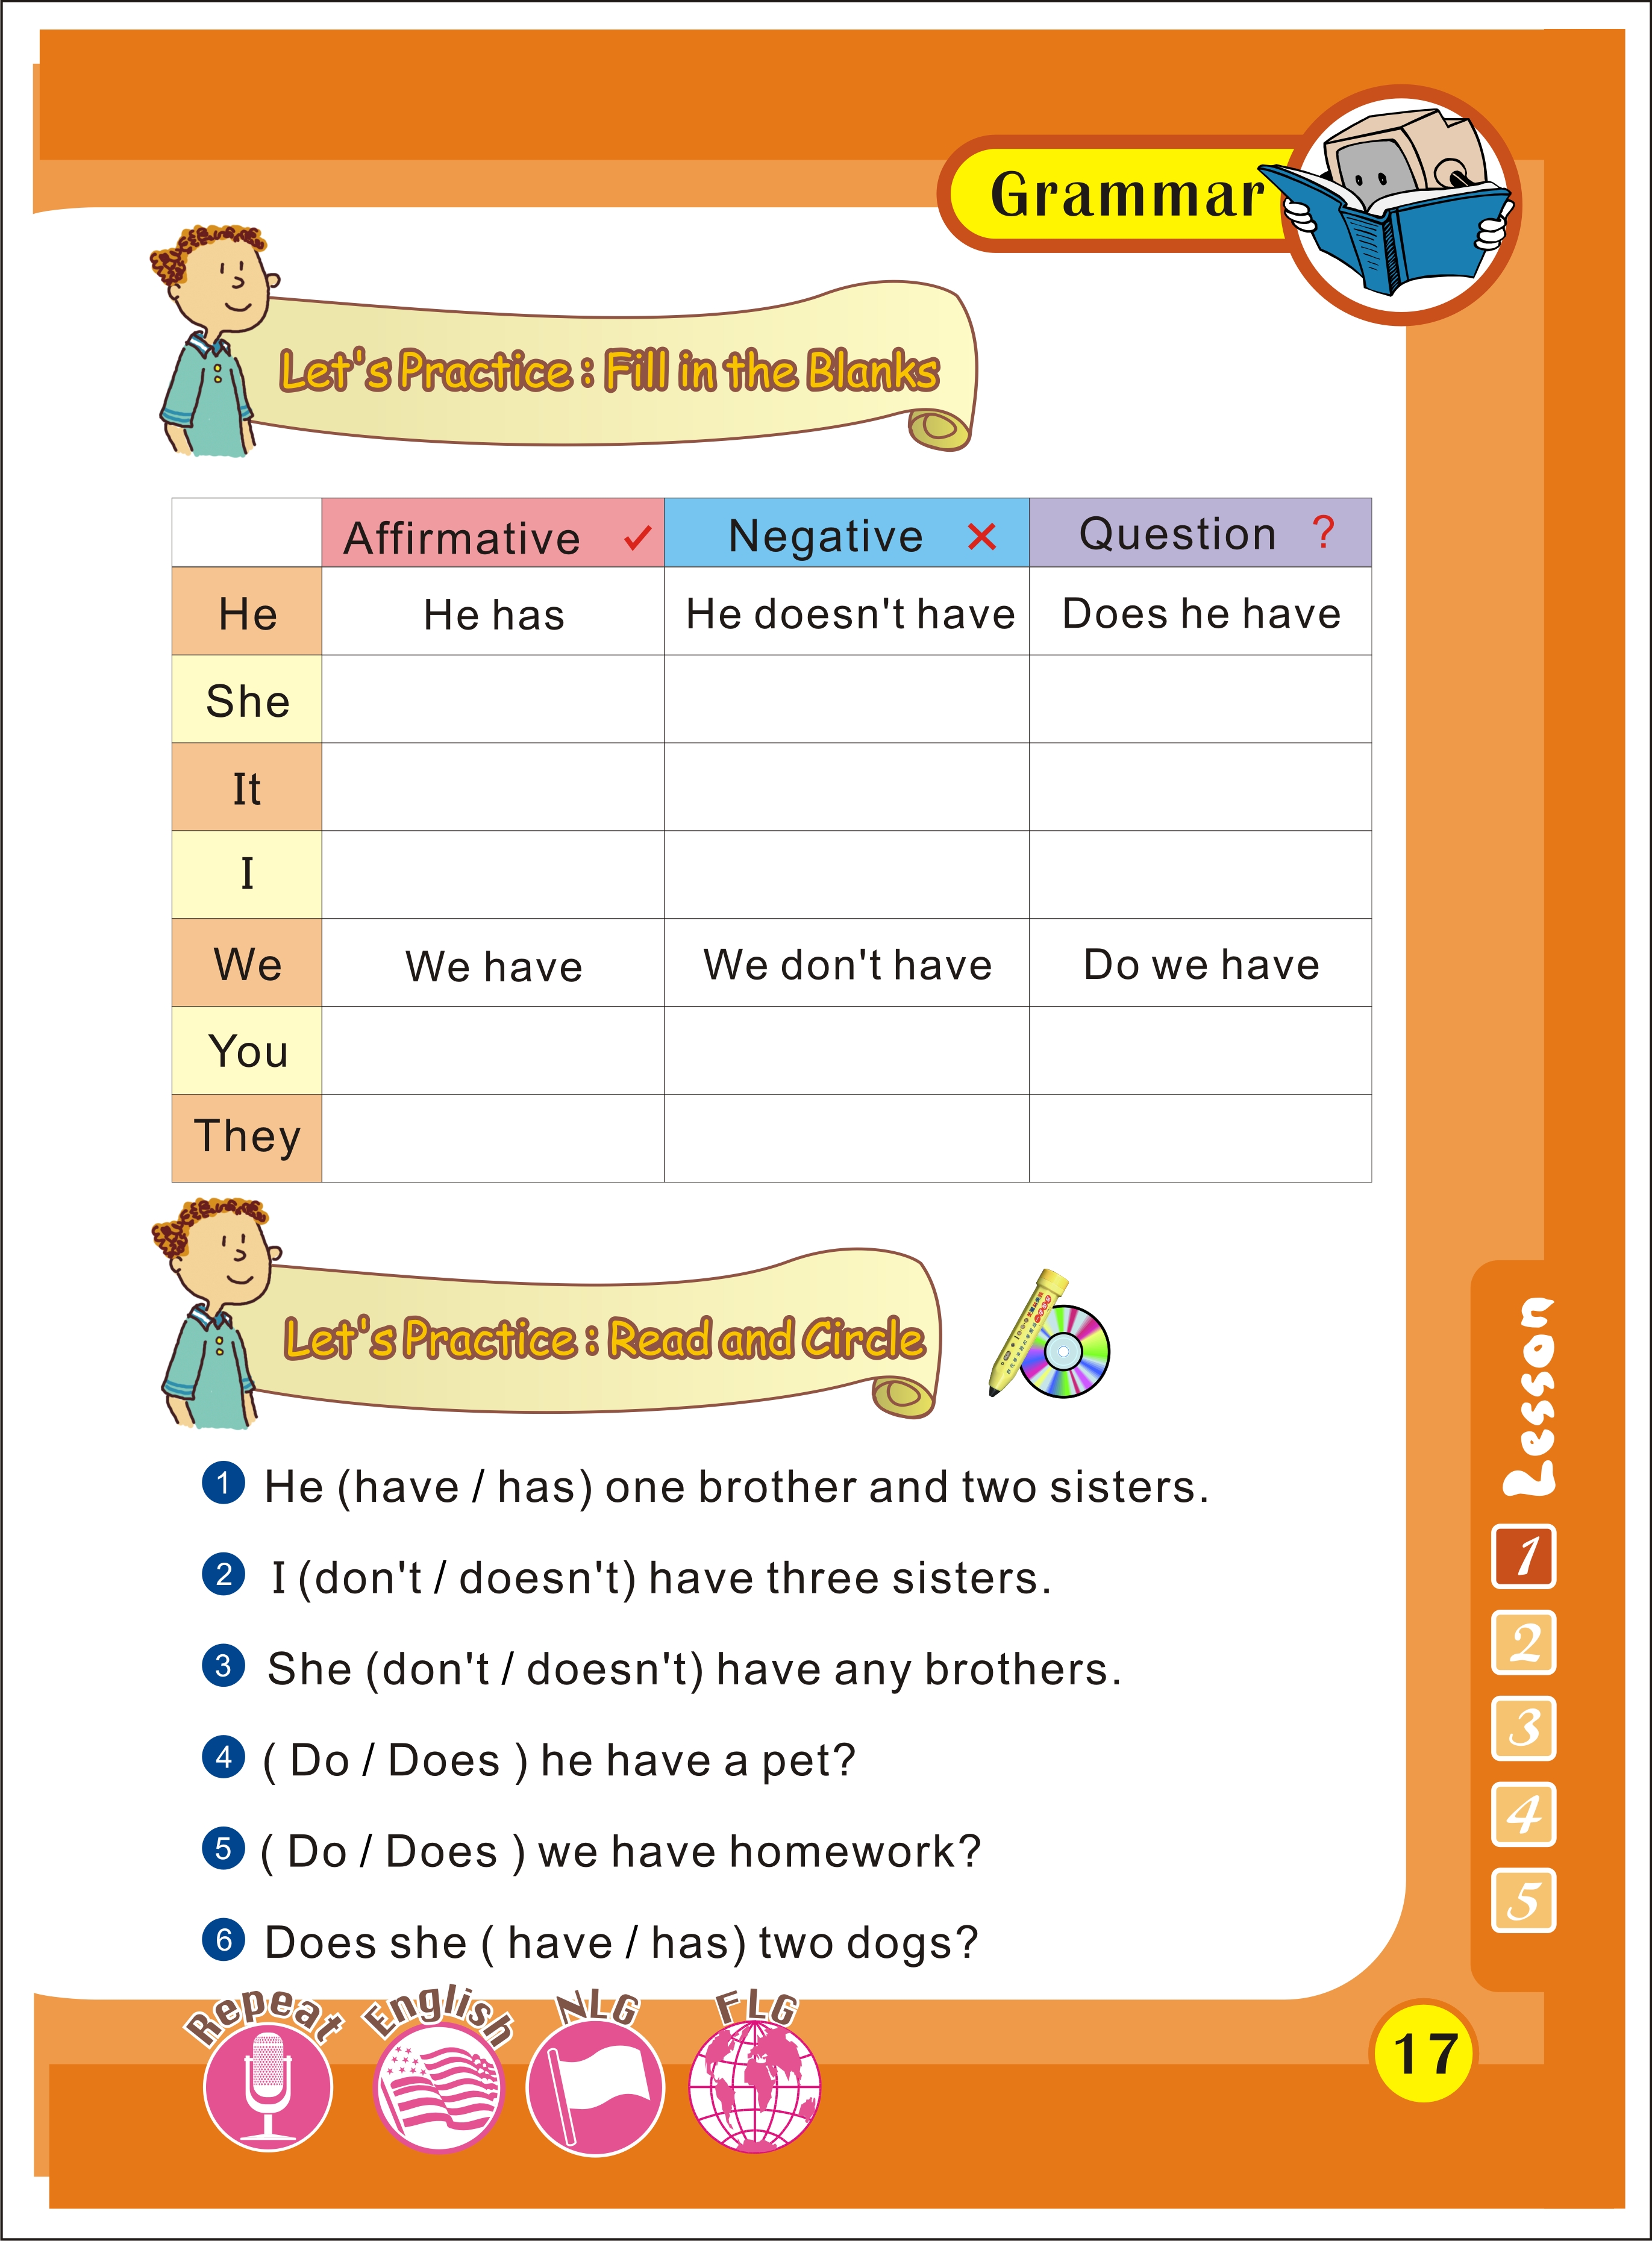 Grammar
Let's Practice : Fill in the Blanks
Affirmative ✓ Negative ✕ Question ?
He He has He doesn't have Does he have
She
It
I
We We have We don't have Do we have
You
They
Let's Practice : Read and Circle
1 He (have / has) one brother and two sisters.
2 I (don't / doesn't) have three sisters.
3 She (don't / doesn't) have any brothers.
4 ( Do / Does ) he have a pet?
5 ( Do / Does ) we have homework?
6 Does she ( have / has) two dogs?
Lesson
1
2
3
4
5
Repeat English NLG FLG
17